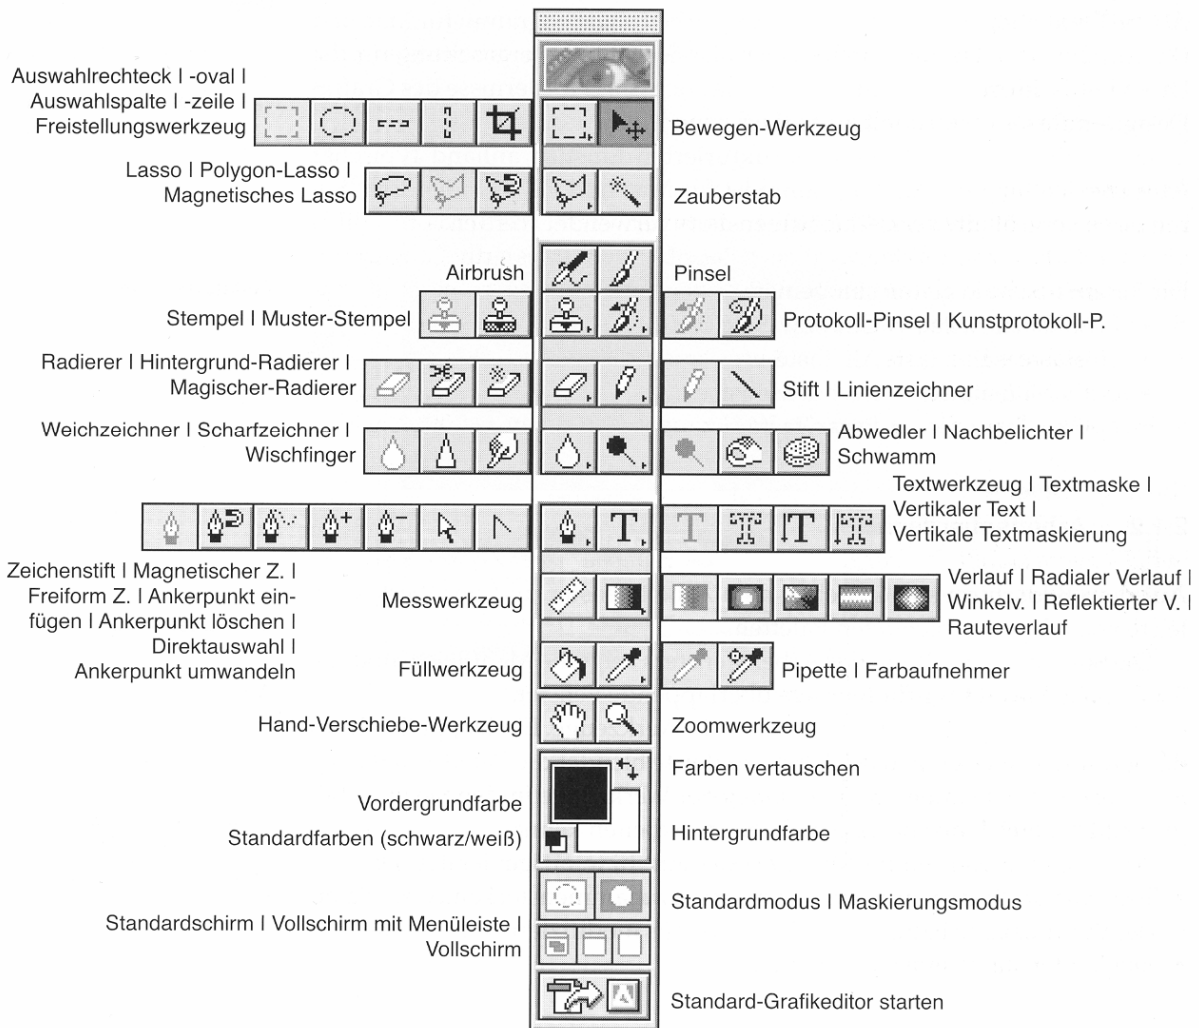 Auswahlrechteck | -oval |
Auswahlspalte | -zeile |
Freistellungswerkzeug
Bewegen-Werkzeug
Lasso | Polygon-Lasso |
Magnetisches Lasso
Zauberstab
Airbrush
Pinsel
Stempel | Muster-Stempel
Protokoll-Pinsel | Kunstprotokoll-P.
Radierer | Hintergrund-Radierer |
Magischer-Radierer
Stift | Linienzeichner
Weichzeichner | Scharfzeichner |
Wischfinger
Abwedler | Nachbelichter |
Schwamm
Textwerkzeug | Textmaske |
Vertikaler Text |
Vertikale Textmaskierung
Zeichenstift | Magnetischer Z. |
Freiform Z. | Ankerpunkt ein-
fügen | Ankerpunkt löschen |
Direktauswahl |
Ankerpunkt umwandeln
Messwerkzeug
Verlauf | Radialer Verlauf |
Winkelv. | Reflektierter V. |
Rauteverlauf
Füllwerkzeug
Pipette | Farbaufnehmer
Hand-Verschiebe-Werkzeug
Zoomwerkzeug
Farben vertauschen
Vordergrundfarbe
Standardfarben (schwarz/weiß)
Hintergrundfarbe
Standardmodus | Maskierungsmodus
Standardschirm | Vollschirm mit Menüleiste |
Vollschirm
Standard-Grafikeditor starten